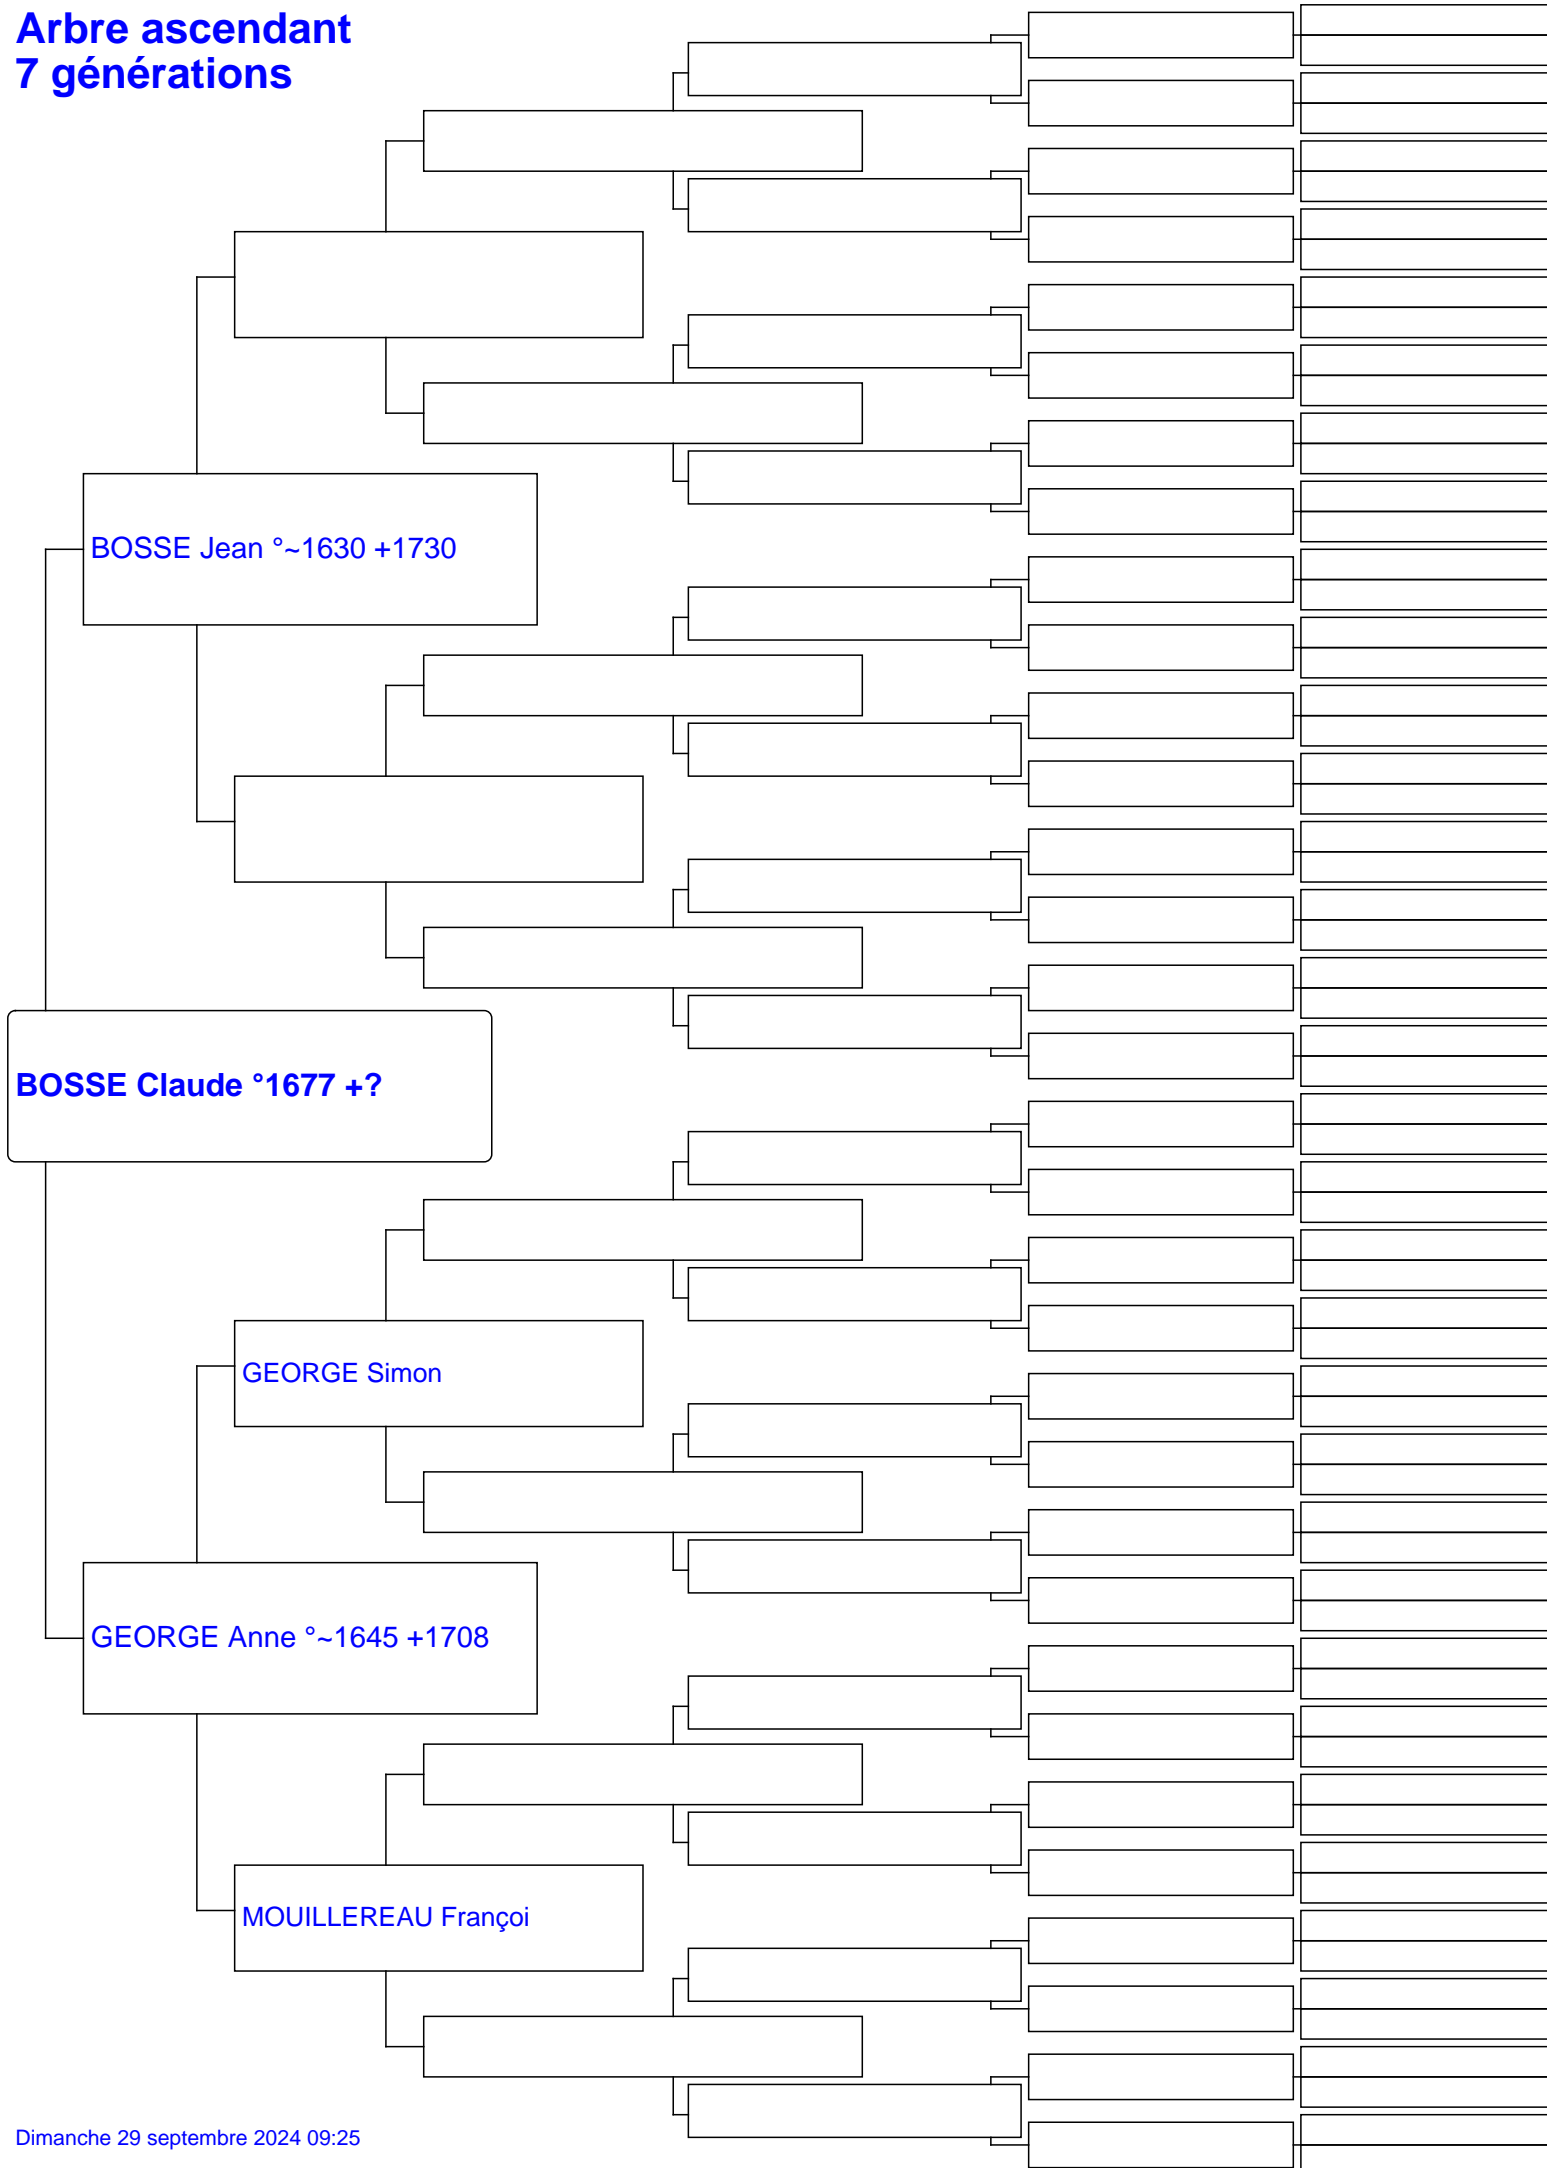 Arbre ascendant
7 générations
BOSSE Jean °~1630 +1730
BOSSE Claude °1677 +?
GEORGE Simon
GEORGE Anne °~1645 +1708
MOUILLEREAU Françoi
Dimanche 29 septembre 2024 09:25